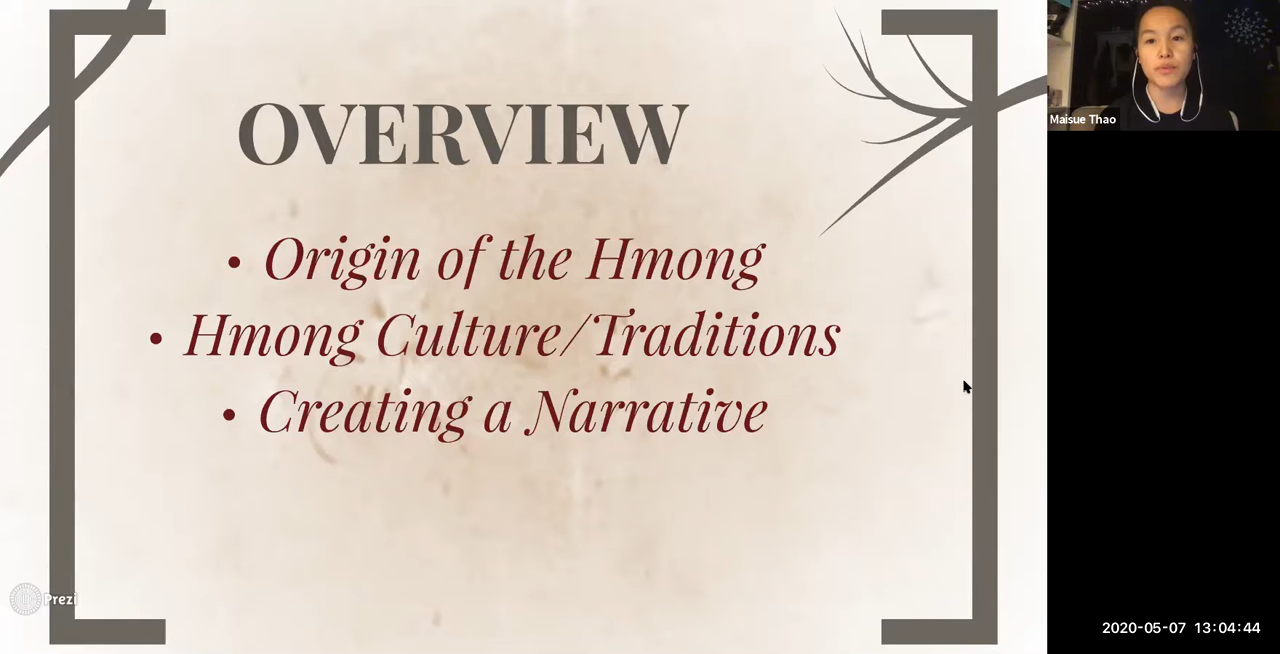 OVERVIEW
• Origin of the Hmong
• Hmong Culture/Traditions
• Creating a Narrative
Prezi
Maisue Thao
2020-05-07 13:04:44